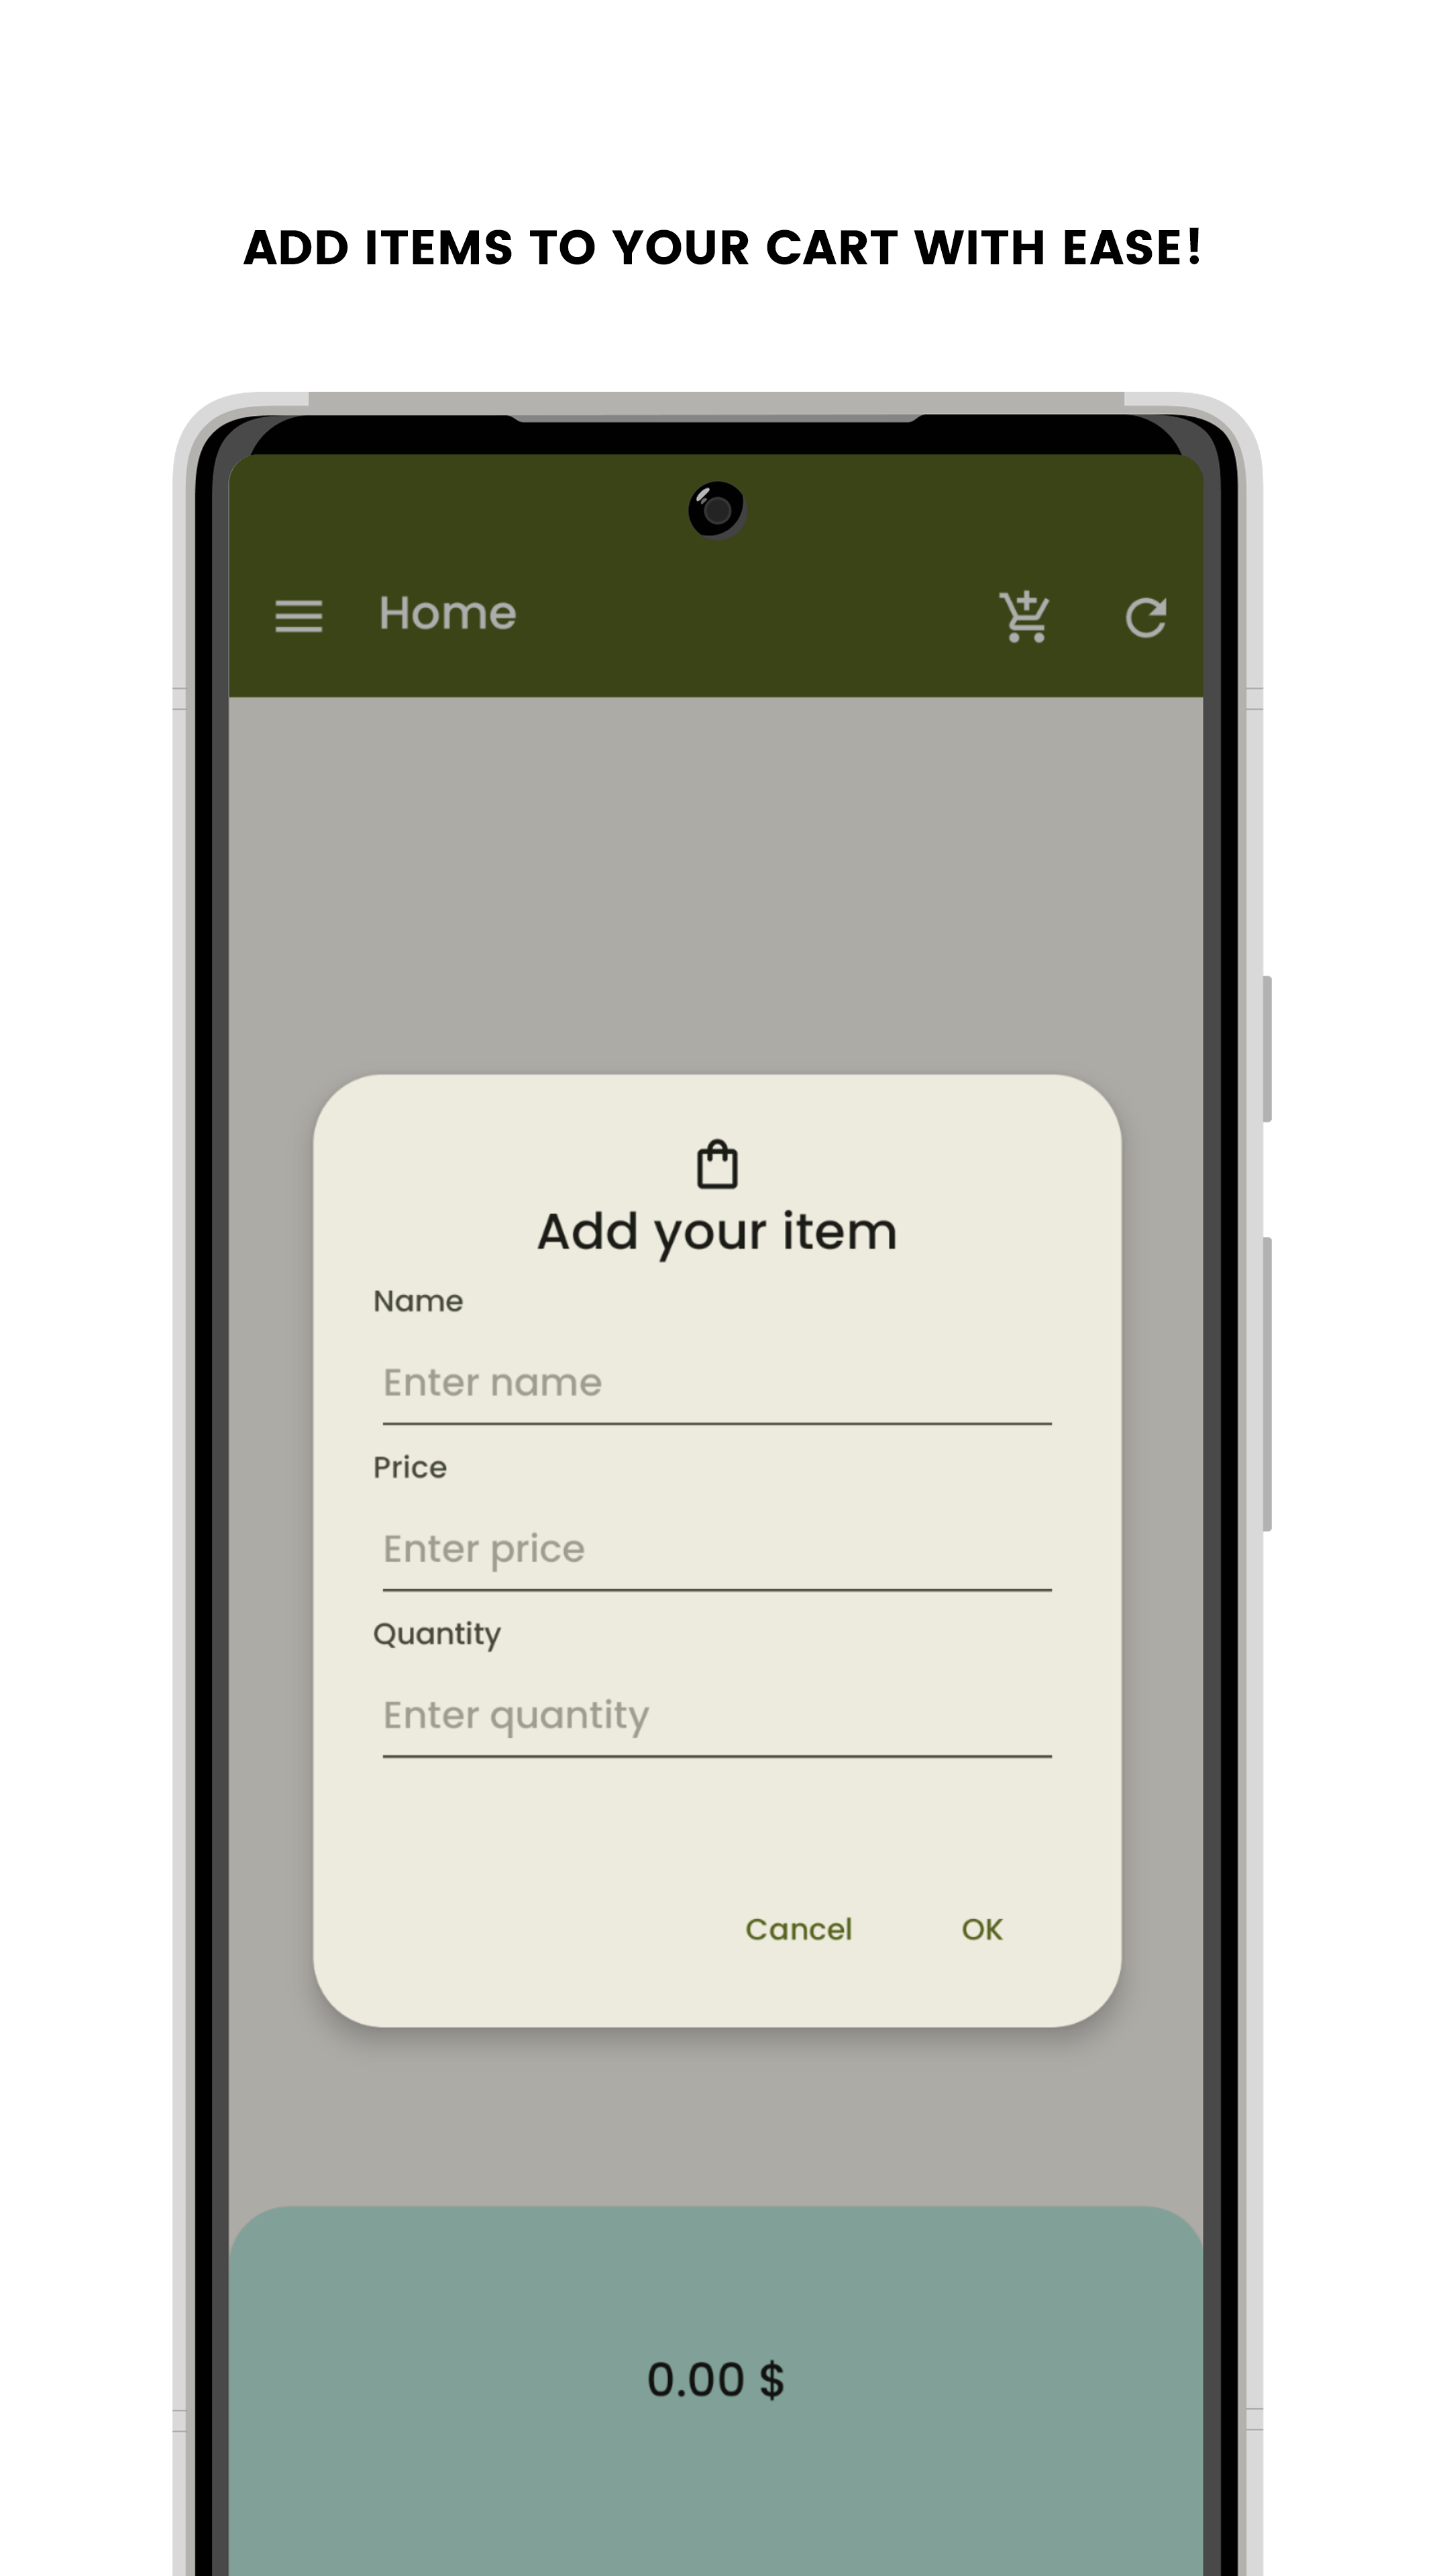 ADD ITEMS TO YOUR CART WITH EASE!
Home
Add your item
Name
Enter name
Price
Enter price
Quantity
Enter quantity
Cancel OK
0.00 $